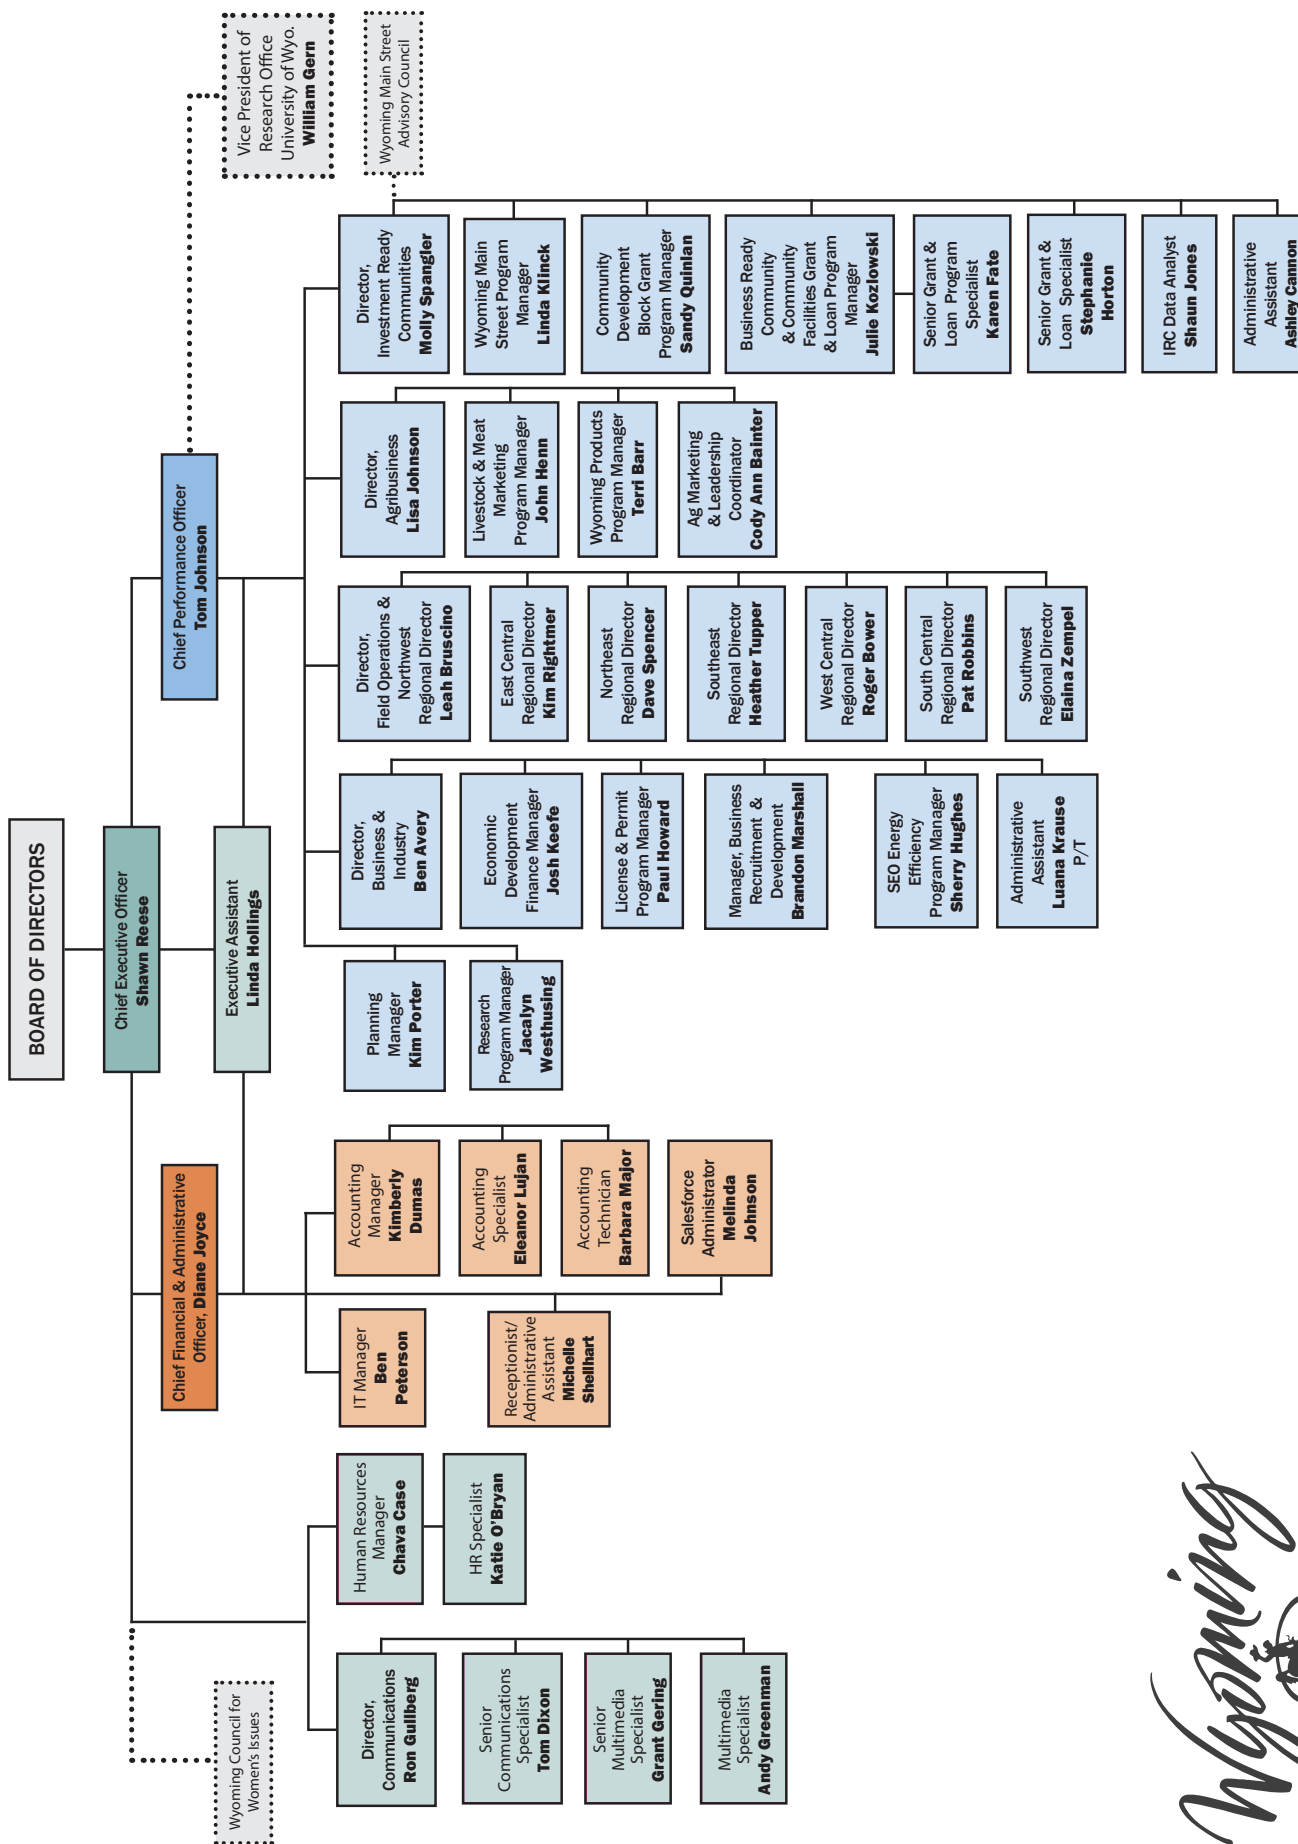 BOARD OF DIRECTORS
Chief Executive Officer
Shawn Reese
Executive Assistant
Linda Hollings
Chief Financial & Administrative
Officer, Diane Joyce
Chief Performance Officer
Tom Johnson
Vice President of
Research Office
University of Wyo.
William Gern
Wyoming Main Street
Advisory Council
Wyoming Council for
Women's Issues
Director,
Communications
Ron Gullberg
Senior
Communications
Specialist
Tom Dixon
Senior
Multimedia
Specialist
Grant Gering
Multimedia
Specialist
Andy Greenman
Human Resources
Manager
Chava Case
HR Specialist
Katie O'Bryan
IT Manager
Ben
Peterson
Receptionist/
Administrative
Assistant
Michelle
Shellhart
Accounting
Manager
Kimberly
Dumas
Accounting
Specialist
Eleanor Lujan
Accounting
Technician
Barbara Major
Salesforce
Administrator
Melinda
Johnson
Planning
Manager
Kim Porter
Research
Program Manager
Jacalyn
Westhusing
Director,
Business &
Industry
Ben Avery
Economic
Development
Finance Manager
Josh Keefe
License & Permit
Program Manager
Paul Howard
Manager, Business
Recruitment &
Development
Brandon Marshall
SEO Energy
Efficiency
Program Manager
Sherry Hughes
Administrative
Assistant
Luana Krause
P/T
Director,
Field Operations &
Northwest
Regional Director
Leah Bruscino
East Central
Regional Director
Kim Rightmer
Northeast
Regional Director
Dave Spencer
Southeast
Regional Director
Heather Tupper
West Central
Regional Director
Roger Bower
South Central
Regional Director
Pat Robbins
Southwest
Regional Director
Elaina Zempel
Director,
Agribusiness
Lisa Johnson
Livestock & Meat
Marketing
Program Manager
John Henn
Wyoming Products
Program Manager
Terri Barr
Ag Marketing
& Leadership
Coordinator
Cody Ann Bainter
Director,
Investment Ready
Communities
Molly Spangler
Wyoming Main
Street Program
Manager
Linda Klinck
Community
Development
Block Grant
Program Manager
Sandy Quinlan
Business Ready
Community
& Community
Facilities Grant
& Loan Program
Manager
Julie Kozlowski
Senior Grant &
Loan Program
Specialist
Karen Fate
Senior Grant &
Loan Specialist
Stephanie
Horton
IRC Data Analyst
Shaun Jones
Administrative
Assistant
Ashley Cannon
Wyoming